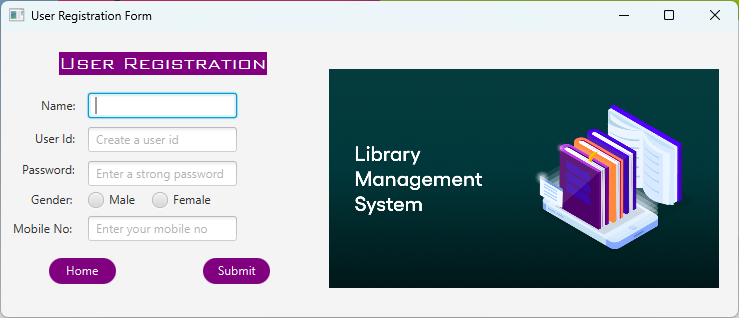 User Registration Form
User Registration
Name:
User Id: Create a user id
Password: Enter a strong password
Gender: Male Female
Mobile No: Enter your mobile no
Home Submit
Library
Management
System